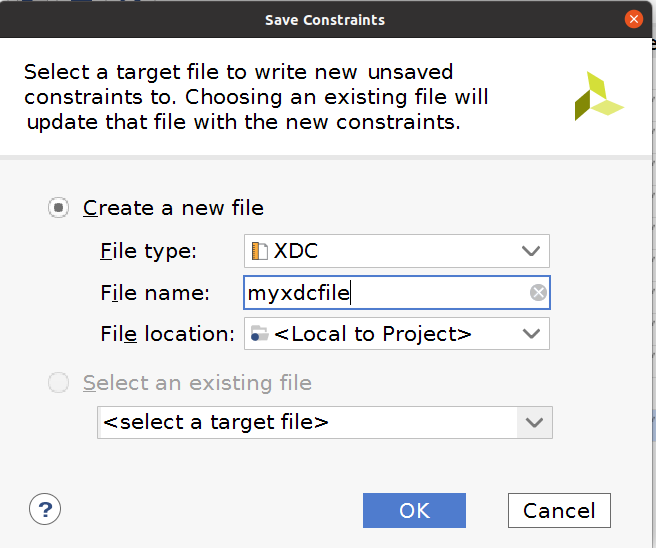 Save Constraints
Select a target file to write new unsaved
constraints to. Choosing an existing file will
update that file with the new constraints.
Create a new file
File type: XDC
File name: myxdcfile
File location: <Local to Project>
Select an existing file
<select a target file>
? OK Cancel